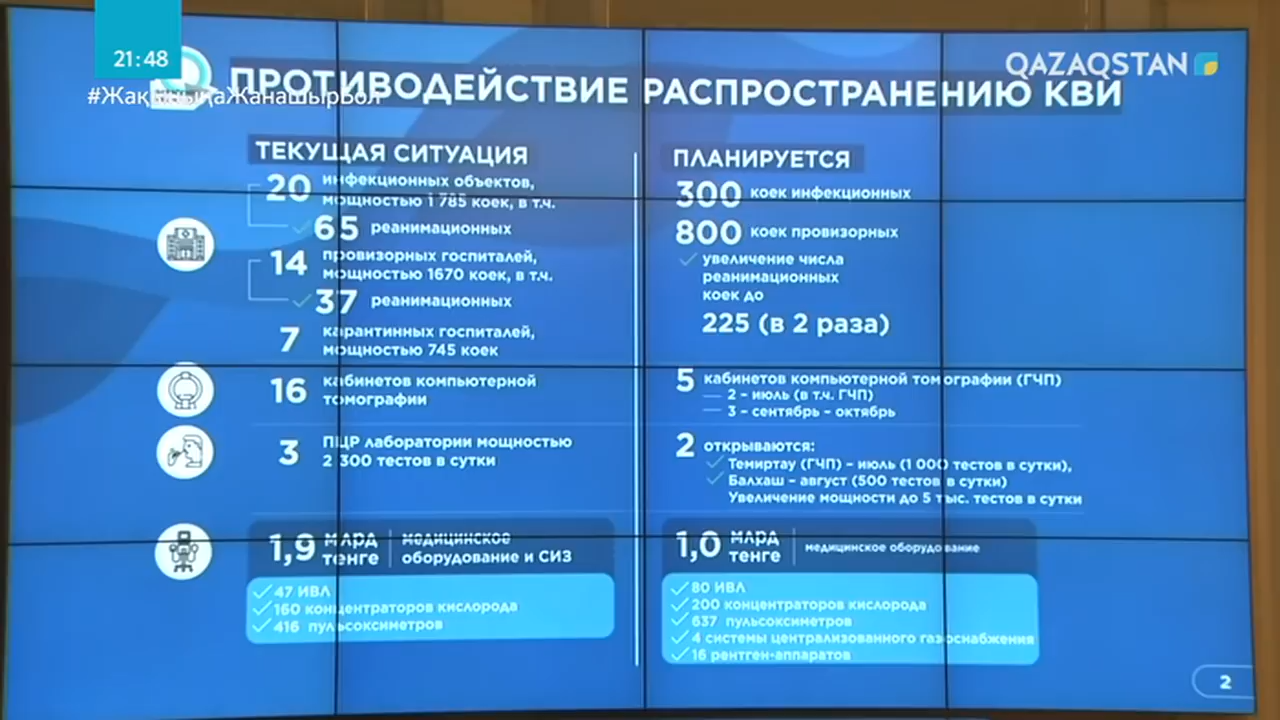 21:48
QAZAQSTAN
ПРОТИВОДЕЙСТВИЕ РАСПРОСТРАНЕНИЮ КВИ
ТЕКУЩАЯ СИТУАЦИЯ
20 инфекционных объектов,
мощностью 1 785 коек, в т.ч.
65 реанимационных
14 провизорных госпиталей,
мощностью 1670 коек, в т.ч.
37 реанимационных
7 карантинных госпиталей,
мощностью 745 коек
16 кабинетов компьютерной
томографии
3 ПЦР лаборатории мощностью
2 300 тестов в сутки
1,9 млрд тенге
медицинское
оборудование и СИЗ
47 ИВЛ
160 концентраторов кислорода
416 пульсоксиметров
ПЛАНИРУЕТСЯ
300 коек инфекционных
800 коек провизорных
увеличение числа
реанимационных
коек до
225 (в 2 раза)
5 кабинетов компьютерной томографии (ГЧП)
2 – июль (в т.ч. ГЧП)
3 – сентябрь – октябрь
2 открываются:
Темиртау (ГЧП) – июль (1 000 тестов в сутки),
Балхаш – август (500 тестов в сутки)
Увеличение мощности до 5 тыс. тестов в сутки
1,0 млрд тенге
медицинское оборудование
80 ИВЛ
200 концентраторов кислорода
637 пульсоксиметров
4 системы централизованного газоснабжения
16 рентген-аппаратов
2